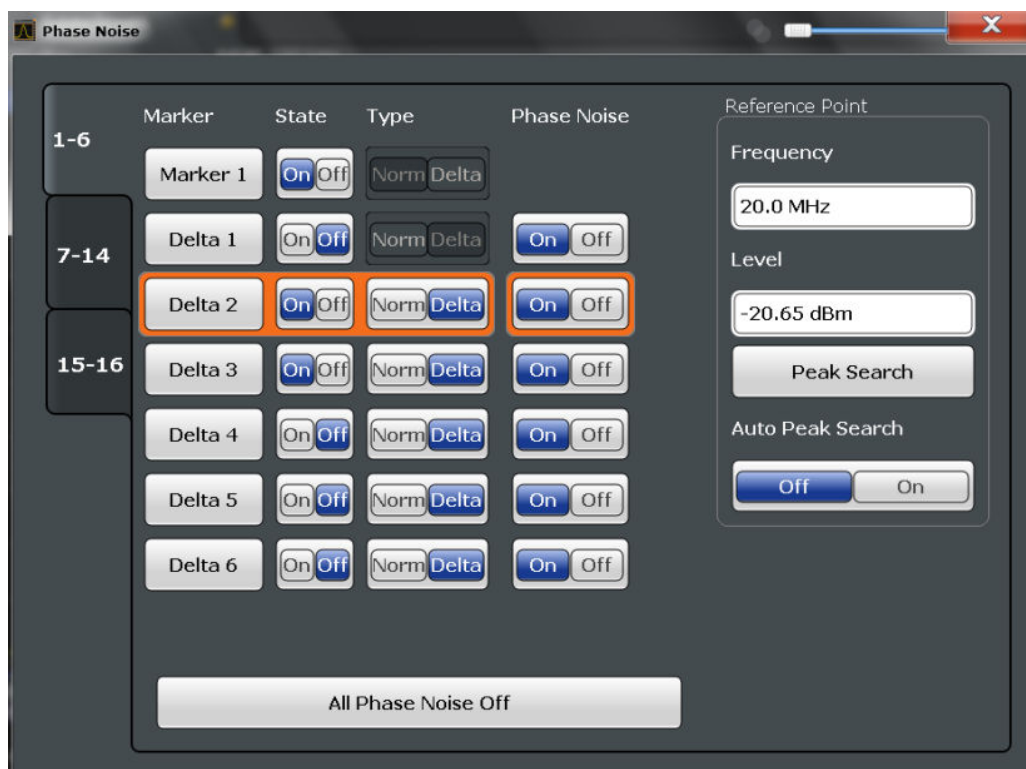 Phase Noise
X
1-6
7-14
15-16
Marker State Type Phase Noise
Marker 1 On Off Norm Delta
Delta 1 On Off Norm Delta On Off
Delta 2 On Off Norm Delta On Off
Delta 3 On Off Norm Delta On Off
Delta 4 On Off Norm Delta On Off
Delta 5 On Off Norm Delta On Off
Delta 6 On Off Norm Delta On Off
All Phase Noise Off
Reference Point
Frequency
20.0 MHz
Level
-20.65 dBm
Peak Search
Auto Peak Search
Off On